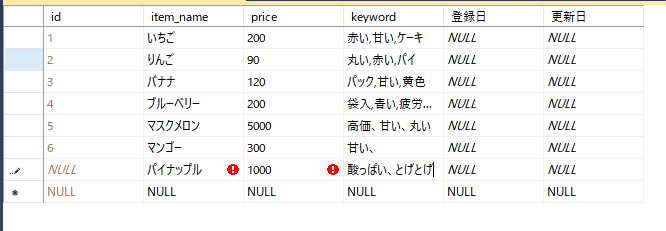 id item_name price keyword 登録日 更新日
1 いちご 200 赤い,甘い,ケーキ NULL NULL
2 りんご 90 丸い,赤い,パイ NULL NULL
3 バナナ 120 パック,甘い,黄色 NULL NULL
4 ブルーベリー 200 袋入,青い,疲労... NULL NULL
5 マスクメロン 5000 高価、甘い、丸い NULL NULL
6 マンゴー 300 甘い、 NULL NULL
NULL パイナップル 1000 酸っぱい、とげとげ NULL NULL
NULL NULL NULL NULL NULL NULL